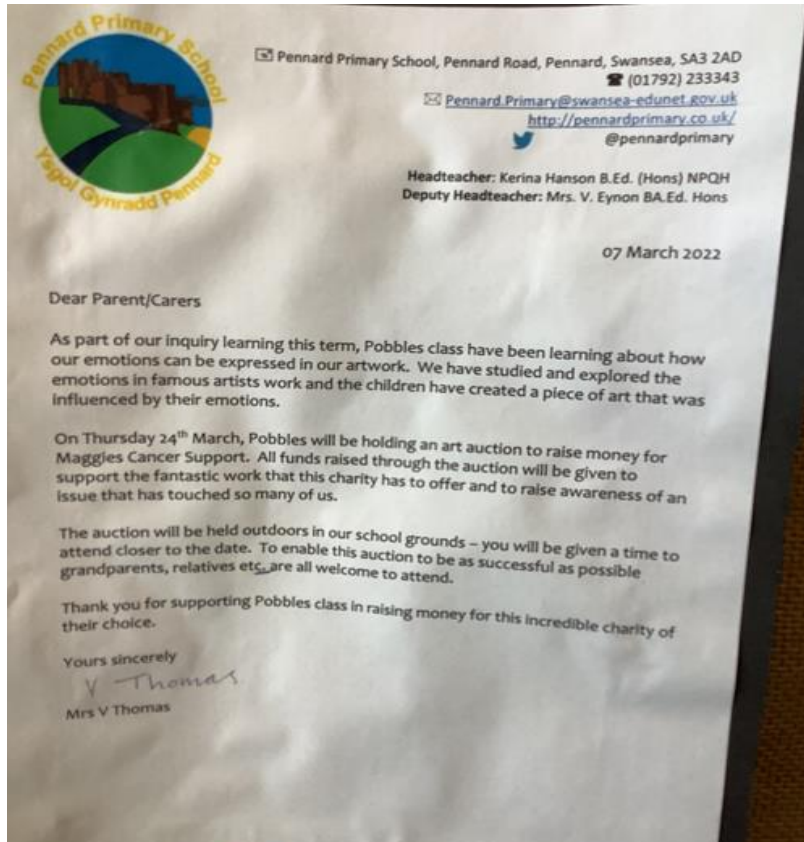 Pennard Primary School
Ysgol Gynradd Pennard
Pennard Primary School, Pennard Road, Pennard, Swansea, SA3 2AD
(01792) 233343
Pennard.Primary@swansea-edunet.gov.uk
http://pennardprimary.co.uk/
@pennardprimary
Headteacher: Kerina Hanson B.Ed. (Hons) NPQH
Deputy Headteacher: Mrs. V. Eynon BA.Ed. Hons
07 March 2022
Dear Parent/Carers
As part of our inquiry learning this term, Pobbles class have been learning about how
our emotions can be expressed in our artwork. We have studied and explored the
emotions in famous artists work and the children have created a piece of art that was
influenced by their emotions.
On Thursday 24th March, Pobbles will be holding an art auction to raise money for
Maggies Cancer Support. All funds raised through the auction will be given to
support the fantastic work that this charity has to offer and to raise awareness of an
issue that has touched so many of us.
The auction will be held outdoors in our school grounds – you will be given a time to
attend closer to the date. To enable this auction to be as successful as possible
grandparents, relatives etc, are all welcome to attend.
Thank you for supporting Pobbles class in raising money for this incredible charity of
their choice.
Yours sincerely
V Thomas
Mrs V Thomas